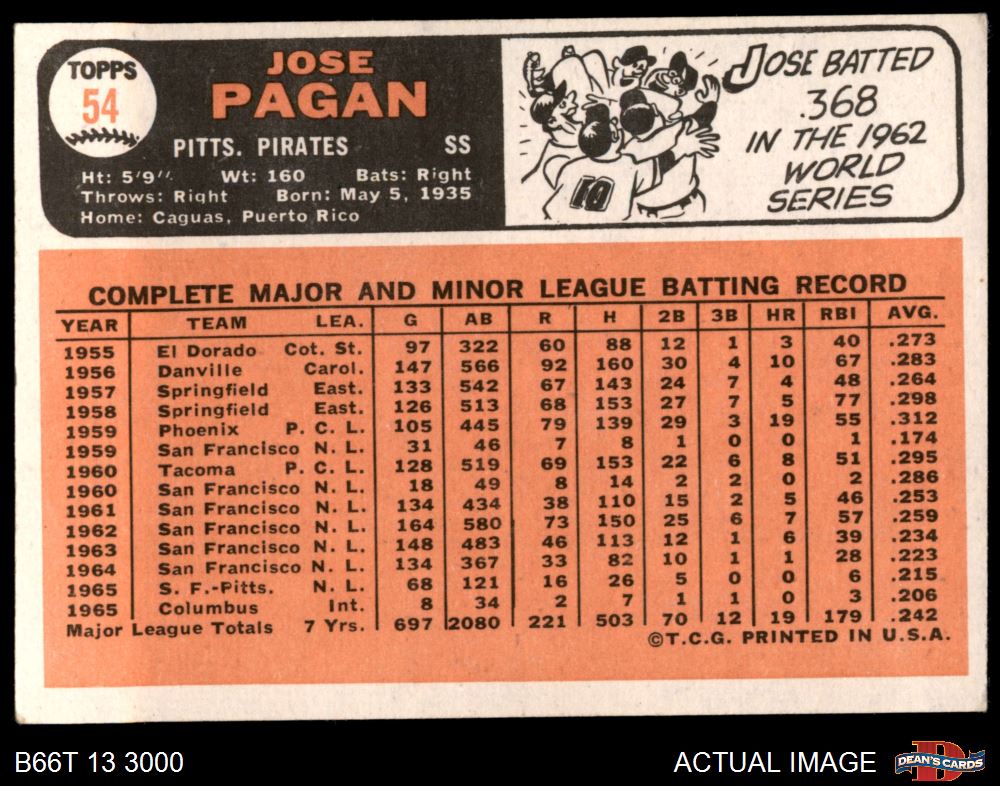 TOPPS
54
JOSE
PAGAN
PITTS. PIRATES SS
Ht: 5'9". Wt: 160 Bats: Right
Throws: Right Born: May 5, 1935
Home: Caguas, Puerto Rico
10
JOSE BATTED
.368
IN THE 1962
WORLD
SERIES
COMPLETE MAJOR AND MINOR LEAGUE BATTING RECORD
YEAR TEAM LEA. G AB R H 2B 3B HR RBI AVG.
1955 El Dorado Cot. St. 97 322 60 88 12 1 3 40 .273
1956 Danville Carol. 147 566 92 160 30 4 10 67 .283
1957 Springfield East. 133 542 67 143 24 7 4 48 .264
1958 Springfield East. 126 513 68 153 27 7 5 77 .298
1959 Phoenix P. C. L. 105 445 79 139 29 3 19 55 .312
1959 San Francisco N. L. 31 46 7 8 1 0 0 1 .174
1960 Tacoma P. C. L. 128 519 69 153 22 6 8 51 .295
1960 San Francisco N. L. 18 49 8 14 2 2 0 2 .286
1961 San Francisco N. L. 134 434 38 110 15 2 5 46 .253
1962 San Francisco N. L. 164 580 73 150 25 6 7 57 .259
1963 San Francisco N. L. 148 483 46 113 12 1 6 39 .234
1964 San Francisco N. L. 134 367 33 82 10 1 1 28 .223
1965 S. F.-Pitts. N. L. 68 121 16 26 5 0 0 6 .215
1965 Columbus Int. 8 34 2 7 1 1 0 3 .206
Major League Totals 7 Yrs. 697 2080 221 503 70 12 19 179 .242
©T.C.G. PRINTED IN U.S.A.
B66T 13 3000
ACTUAL IMAGE
D
DEAN'S CARDS